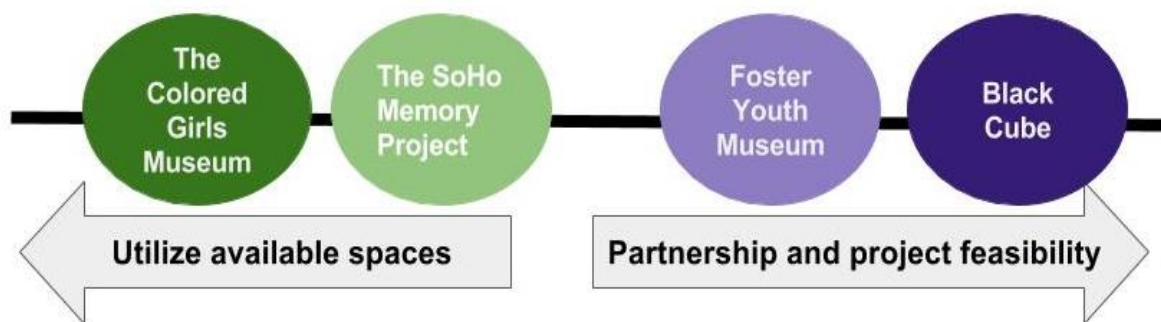 The
Colored
Girls
Museum
The SoHo
Memory
Project
Foster
Youth
Museum
Black
Cube
Utilize available spaces
Partnership and project feasibility